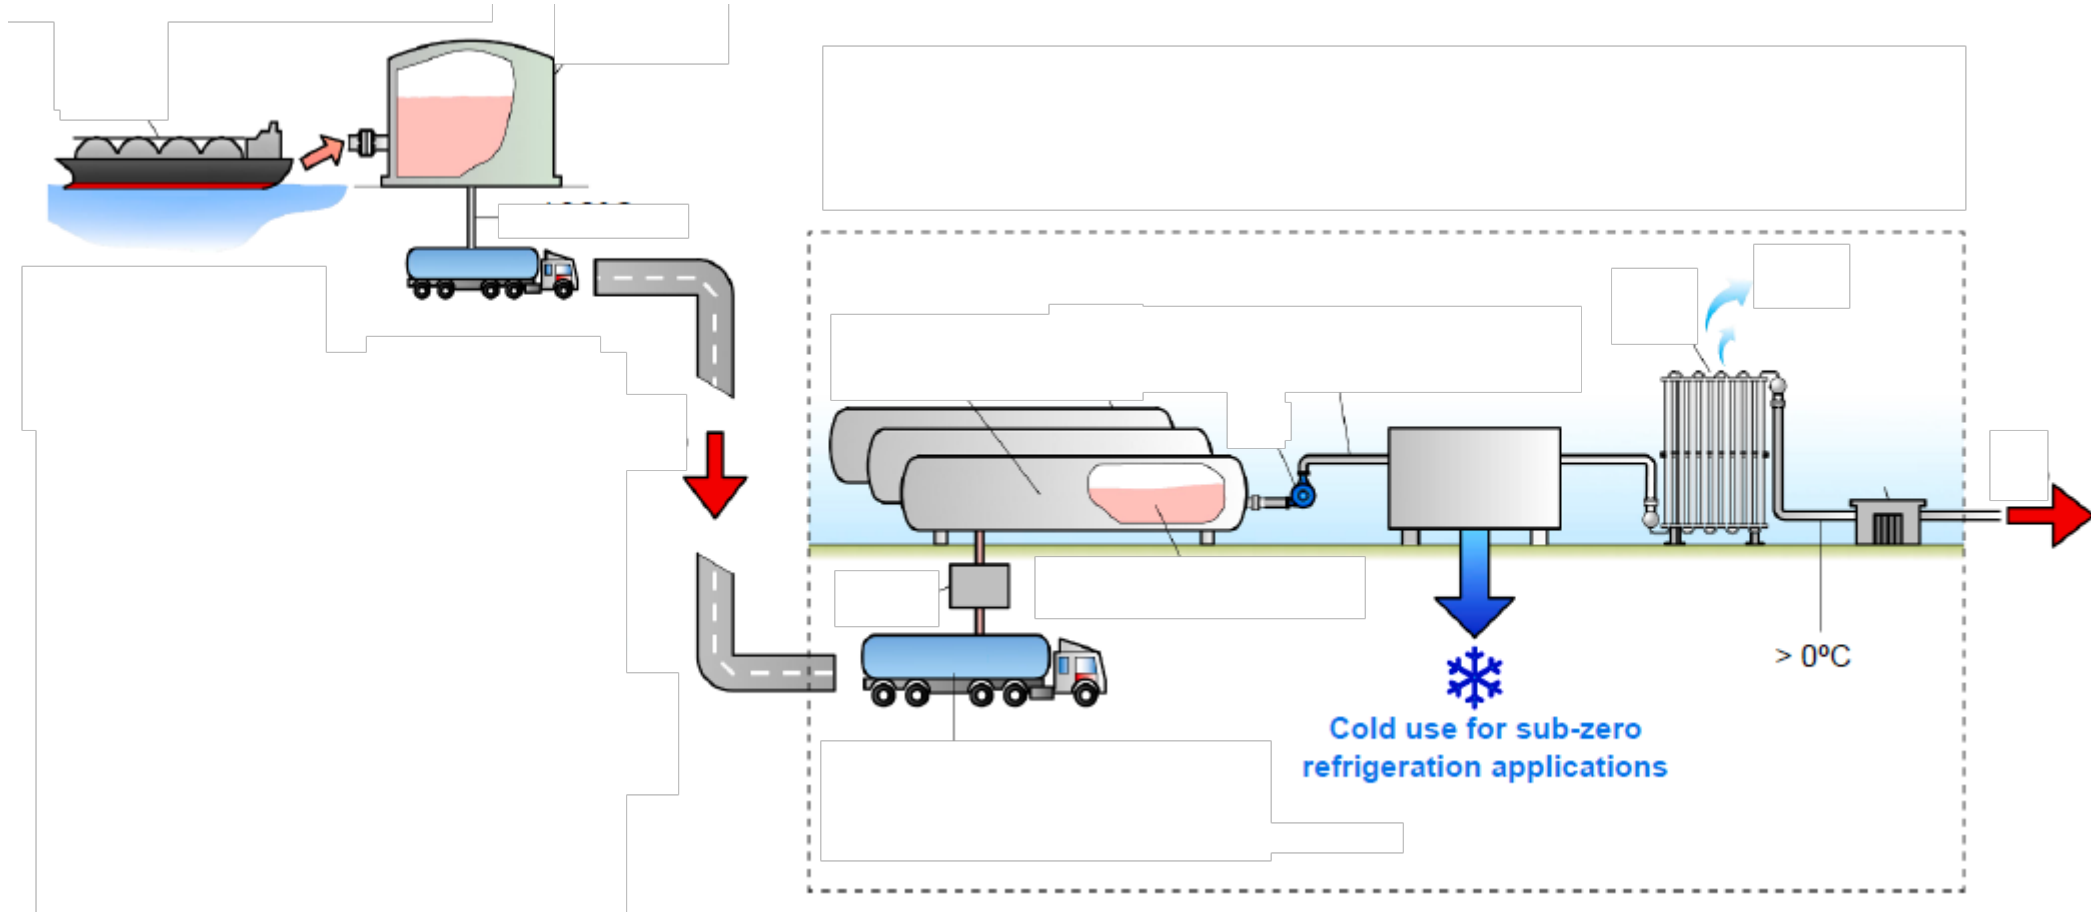 > 0ºC
Cold use for sub-zero
refrigeration applications